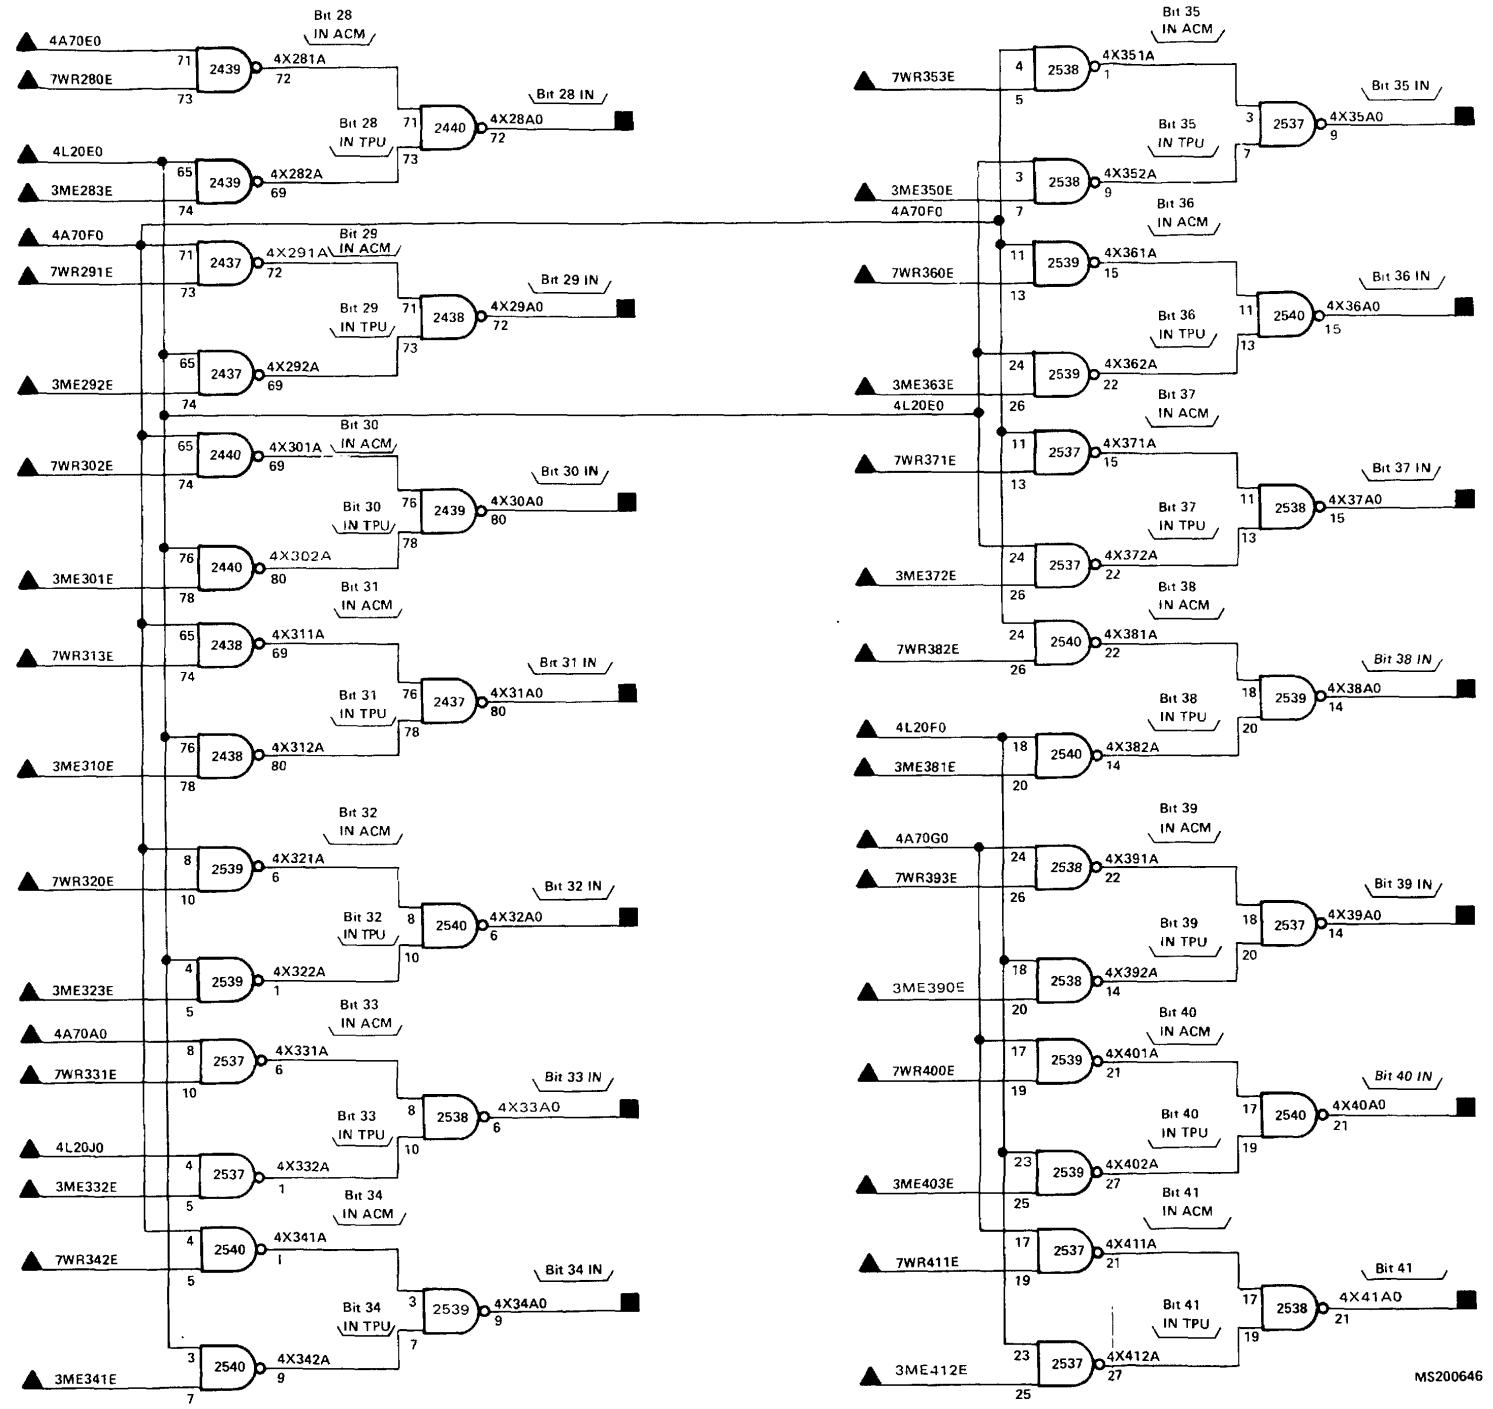 Bit 28
IN ACM
4A70E0
71
2439
4X281A
72
7WR280E
73
Bit 28 IN
71
2440
4X28A0
72
Bit 28
IN TPU
73
4L20E0
65
2439
4X282A
69
3ME283E
74
4A70F0
71
2437
4X291A
72
Bit 29
IN ACM
7WR291E
73
Bit 29 IN
71
2438
4X29A0
72
Bit 29
IN TPU
73
65
2437
4X292A
69
3ME292E
74
Bit 30
IN ACM
65
2440
4X301A
69
7WR302E
74
Bit 30 IN
76
2439
4X30A0
80
Bit 30
IN TPU
78
76
2440
4X302A
80
3ME301E
78
Bit 31
IN ACM
65
2438
4X311A
69
7WR313E
74
Bit 31 IN
76
2437
4X31A0
80
Bit 31
IN TPU
78
76
2438
4X312A
80
3ME310E
78
Bit 32
IN ACM
8
2539
4X321A
6
7WR320E
10
Bit 32 IN
8
2540
4X32A0
6
Bit 32
IN TPU
10
4
2539
4X322A
1
3ME323E
5
Bit 33
IN ACM
4A70A0
8
2537
4X331A
6
7WR331E
10
Bit 33 IN
8
2538
4X33A0
6
Bit 33
IN TPU
10
4L20J0
4
2537
4X332A
1
3ME332E
5
Bit 34
IN ACM
4
2540
4X341A
1
7WR342E
5
Bit 34 IN
3
2539
4X34A0
9
Bit 34
IN TPU
7
3
2540
4X342A
9
3ME341E
7
Bit 35
IN ACM
4
2538
4X351A
1
7WR353E
5
Bit 35 IN
3
2537
4X35A0
9
Bit 35
IN TPU
7
3
2538
4X352A
9
3ME350E
7
4A70F0
Bit 36
IN ACM
11
2539
4X361A
15
7WR360E
13
Bit 36 IN
11
2540
4X36A0
15
Bit 36
IN TPU
13
24
2539
4X362A
22
3ME363E
26
4L20E0
Bit 37
IN ACM
11
2537
4X371A
15
7WR371E
13
Bit 37 IN
11
2538
4X37A0
15
Bit 37
IN TPU
13
24
2537
4X372A
22
3ME372E
26
Bit 38
IN ACM
24
2540
4X381A
22
7WR382E
26
Bit 38 IN
18
2539
4X38A0
14
Bit 38
IN TPU
20
4L20F0
18
2540
4X382A
14
3ME381E
20
Bit 39
IN ACM
4A70G0
24
2538
4X391A
22
7WR393E
26
Bit 39 IN
18
2537
4X39A0
14
Bit 39
IN TPU
20
18
2538
4X392A
14
3ME390E
20
Bit 40
IN ACM
17
2539
4X401A
21
7WR400E
19
Bit 40 IN
17
2540
4X40A0
21
Bit 40
IN TPU
19
23
2539
4X402A
27
3ME403E
25
Bit 41
IN ACM
17
2537
4X411A
21
7WR411E
19
Bit 41
17
2538
4X41A0
21
Bit 41
IN TPU
19
23
2537
4X412A
27
3ME412E
25
MS200646